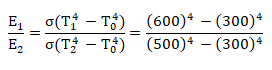 E₁/E₂ = σ(T₁⁴ − T₀⁴)/σ(T₂⁴ − T₀⁴) = (600)⁴ − (300)⁴/(500)⁴ − (300)⁴